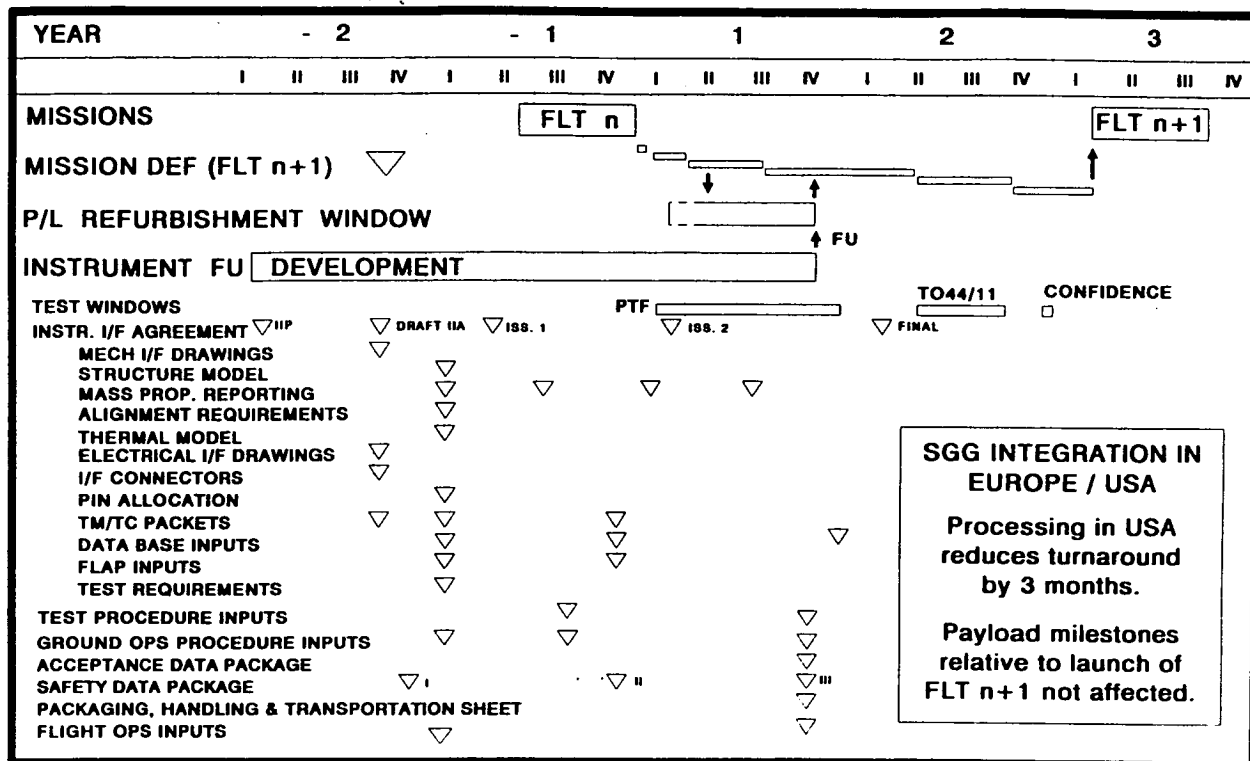 YEAR - 2 - 1 1 2 3
I II III IV I II III IV I II III IV I II III IV I II III IV
MISSIONS FLT n FLT n+1
MISSION DEF (FLT n+1)
P/L REFURBISHMENT WINDOW
FU
INSTRUMENT FU DEVELOPMENT
TEST WINDOWS PTF TO44/11 CONFIDENCE
INSTR. I/F AGREEMENT IIP DRAFT IIA ISS. 1 ISS. 2 FINAL
MECH I/F DRAWINGS
STRUCTURE MODEL
MASS PROP. REPORTING
ALIGNMENT REQUIREMENTS
THERMAL MODEL
ELECTRICAL I/F DRAWINGS
I/F CONNECTORS
PIN ALLOCATION
TM/TC PACKETS
DATA BASE INPUTS
FLAP INPUTS
TEST REQUIREMENTS
TEST PROCEDURE INPUTS
GROUND OPS PROCEDURE INPUTS
ACCEPTANCE DATA PACKAGE
SAFETY DATA PACKAGE I II III
PACKAGING, HANDLING & TRANSPORTATION SHEET
FLIGHT OPS INPUTS
SGG INTEGRATION IN
EUROPE / USA
Processing in USA
reduces turnaround
by 3 months.
Payload milestones
relative to launch of
FLT n+1 not affected.